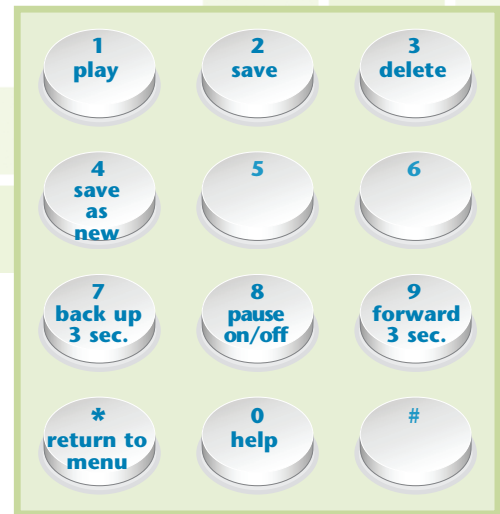 1
play
2
save
3
delete
4
save
as
new
5
6
7
back up
3 sec.
8
pause
on/off
9
forward
3 sec.
*
return to
menu
0
help
#